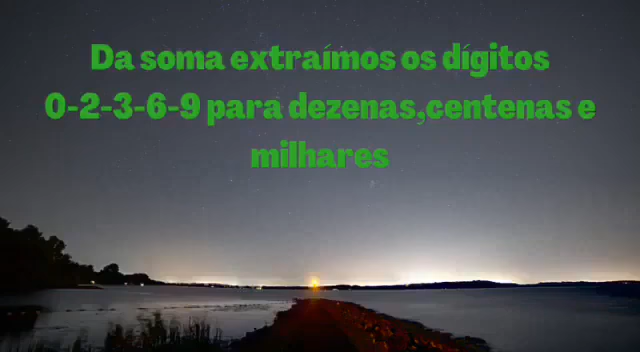 Da soma extraímos os dígitos
0-2-3-6-9 para dezenas,centenas e
milhares